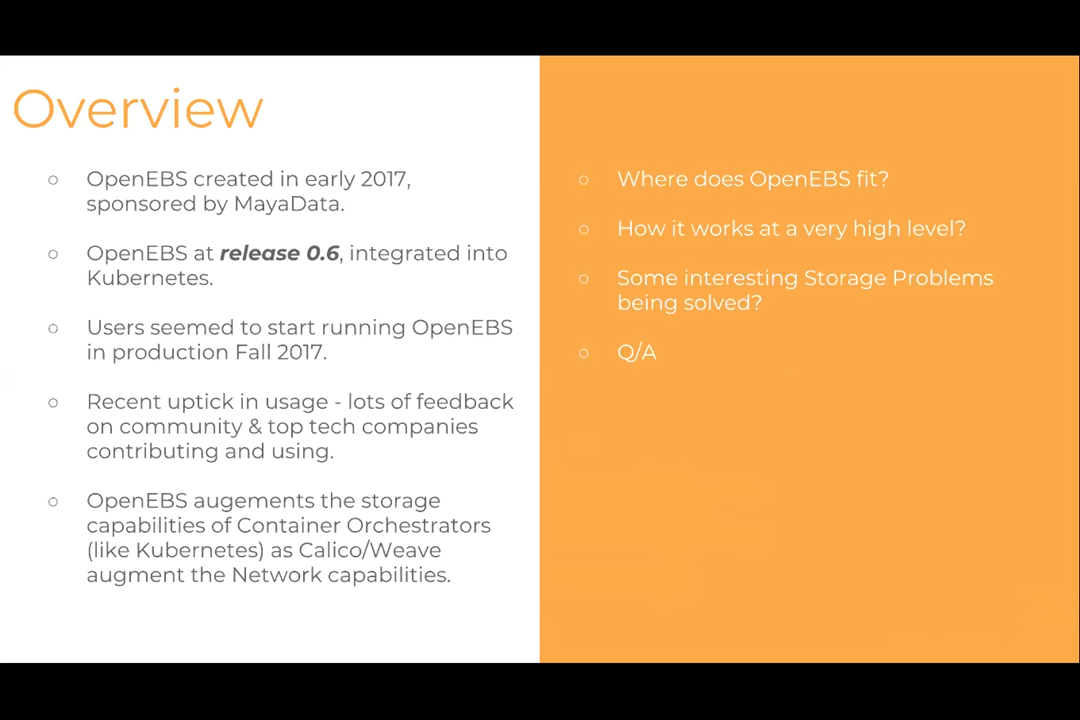 Overview
OpenEBS created in early 2017,
sponsored by MayaData.
OpenEBS at release 0.6, integrated into
Kubernetes.
Users seemed to start running OpenEBS
in production Fall 2017.
Recent uptick in usage - lots of feedback
on community & top tech companies
contributing and using.
OpenEBS augements the storage
capabilities of Container Orchestrators
(like Kubernetes) as Calico/Weave
augment the Network capabilities.
Where does OpenEBS fit?
How it works at a very high level?
Some interesting Storage Problems
being solved?
Q/A